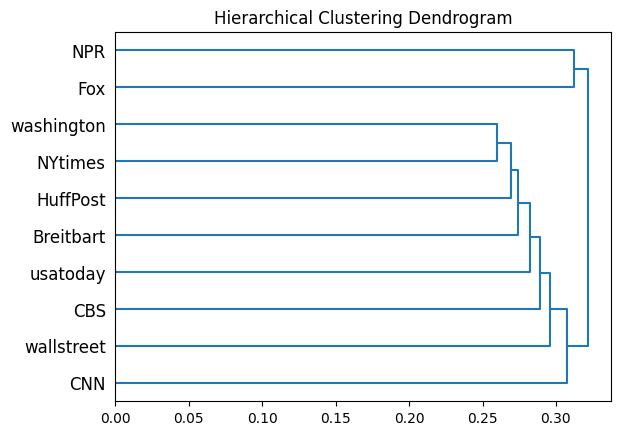 Hierarchical Clustering Dendrogram
NPR
Fox
washington
NYtimes
HuffPost
Breitbart
usatoday
CBS
wallstreet
CNN
0.00 0.05 0.10 0.15 0.20 0.25 0.30